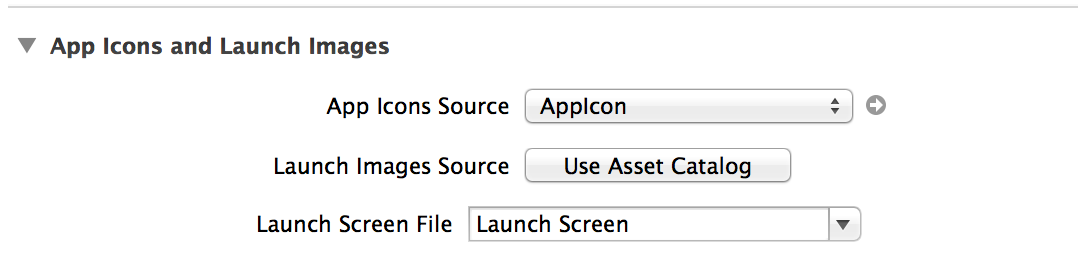 App Icons and Launch Images
App Icons Source AppIcon
Launch Images Source Use Asset Catalog
Launch Screen File Launch Screen